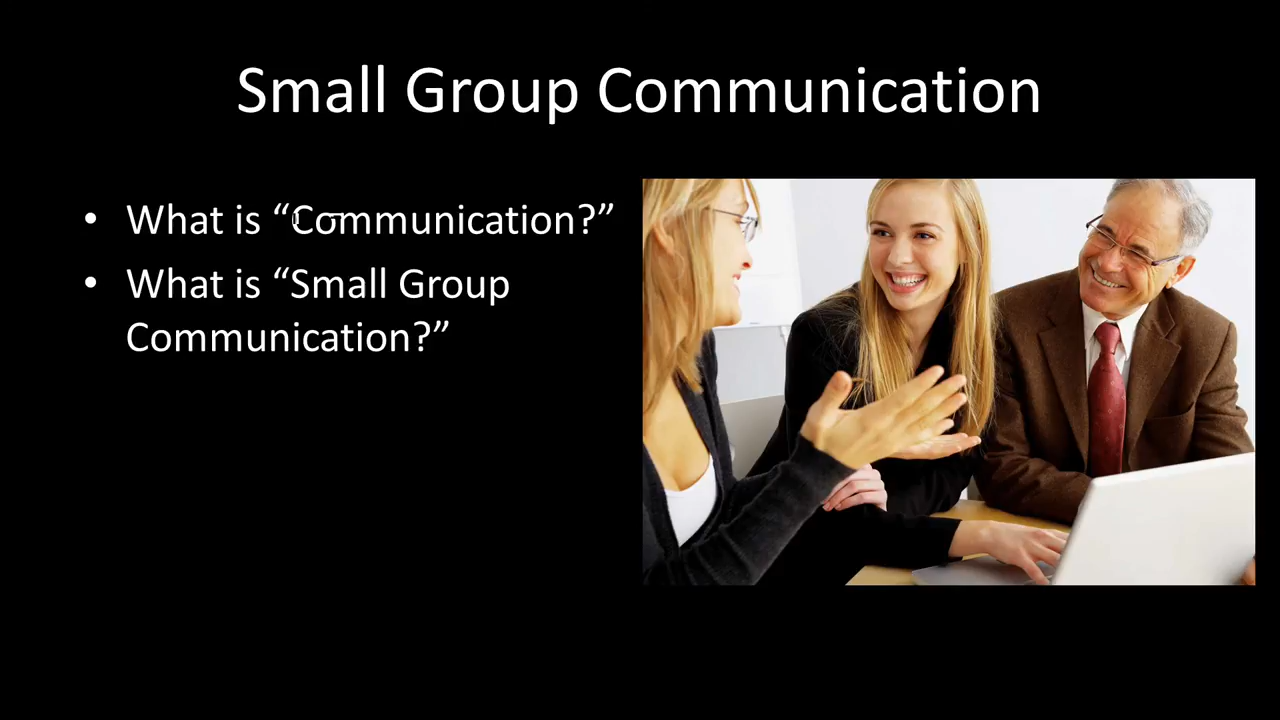 Small Group Communication
• What is “Communication?”
• What is “Small Group
Communication?”